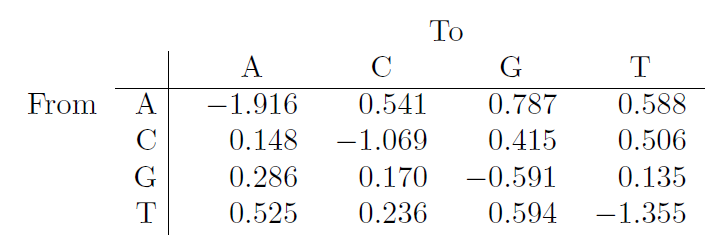 To
A C G T
From A −1.916 0.541 0.787 0.588
C 0.148 −1.069 0.415 0.506
G 0.286 0.170 −0.591 0.135
T 0.525 0.236 0.594 −1.355